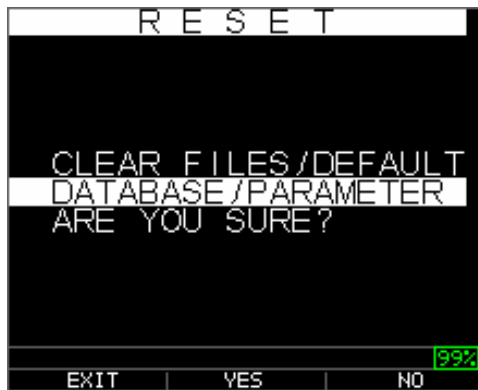 RESET
CLEAR FILES/DEFAULT
DATABASE/PARAMETER
ARE YOU SURE?
99%
EXIT | YES | NO